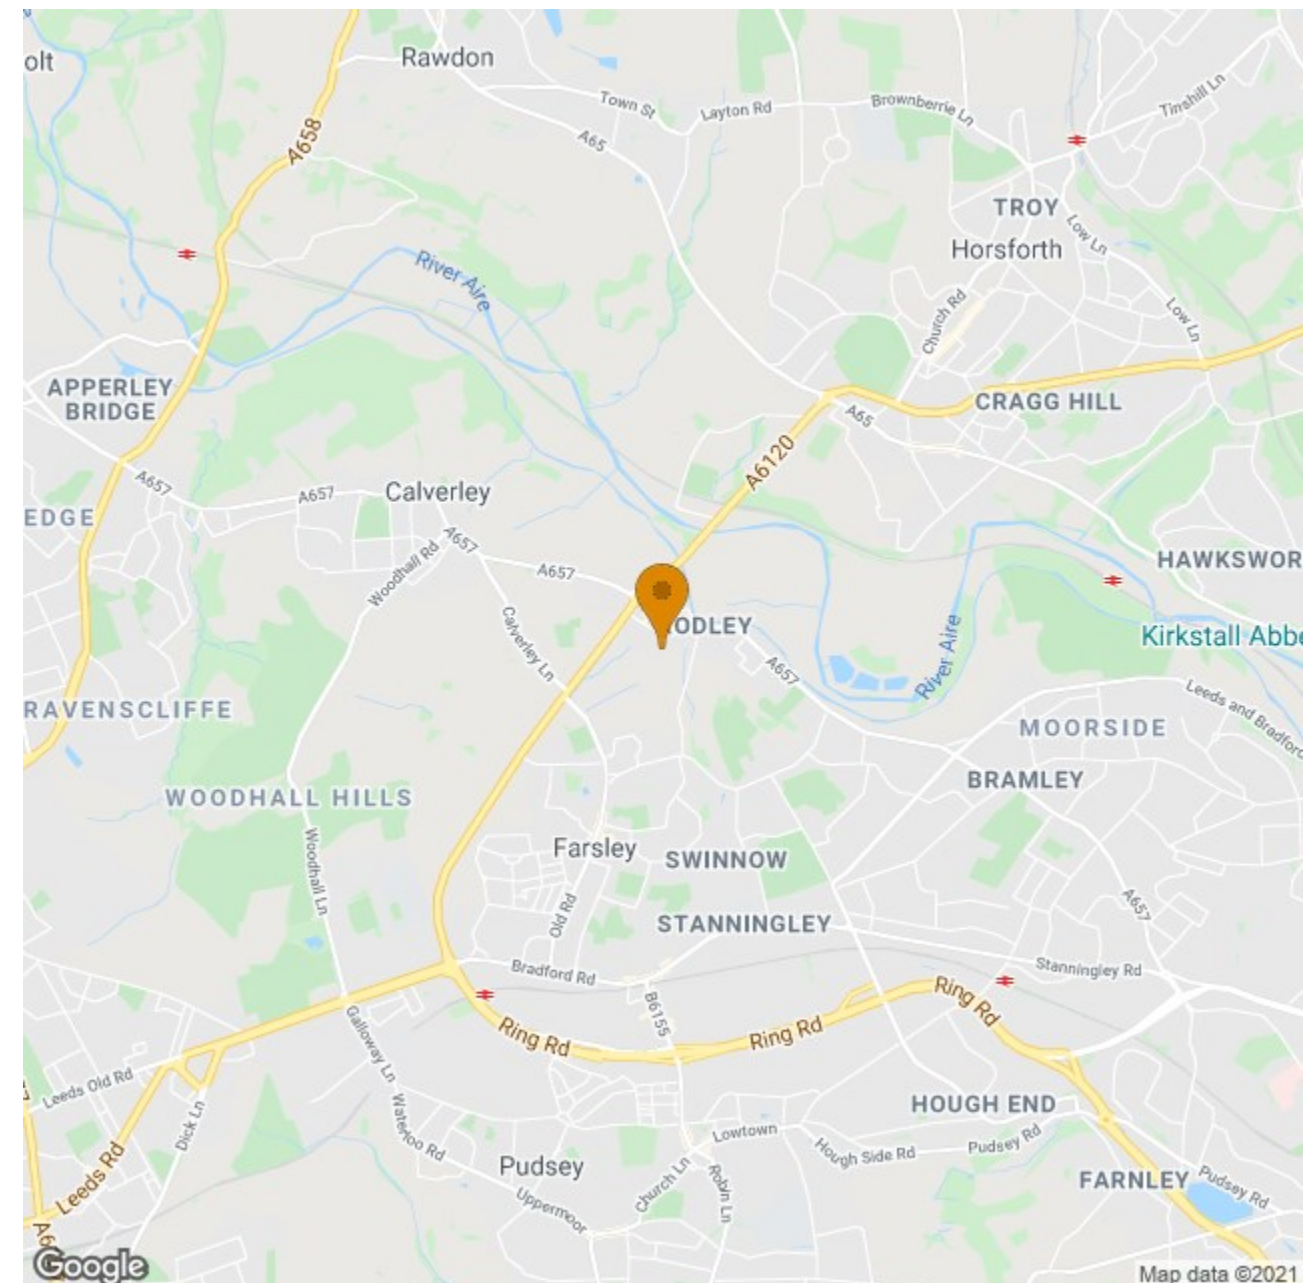 olt
Rawdon
A658
Town St
Layton Rd
Brownberrie Ln
Tinshill Ln
A65
TROY
Low Ln
Horsforth
River Aire
Church Rd
Low Ln
APPERLEY
BRIDGE
CRAGG HILL
A65
A6120
A657
A657
Calverley
EDGE
A657
Woodhall Rd
A657
HAWKSWOR
Calverley Ln
ODLEY
River Aire
Kirkstall Abbe
A657
RAVENSCLIFFE
Leeds and Bradford
MOORSIDE
BRAMLEY
WOODHALL HILLS
Woodhall Ln
Farsley
SWINNOW
Old Rd
STANNINGLEY
A657
Bradford Rd
Stanningley Rd
B6155
Ring Rd
Ring Rd
Ring Rd
Galloway Ln
Leeds Old Rd
Dick Ln
Waterloo Rd
HOUGH END
Lowtown
Hough Side Rd
Pudsey Rd
Leeds Rd
Pudsey
Church Ln
Robin Ln
Uppermoor
FARNLEY
Pudsey Rd
A6
Google
Map data ©2021